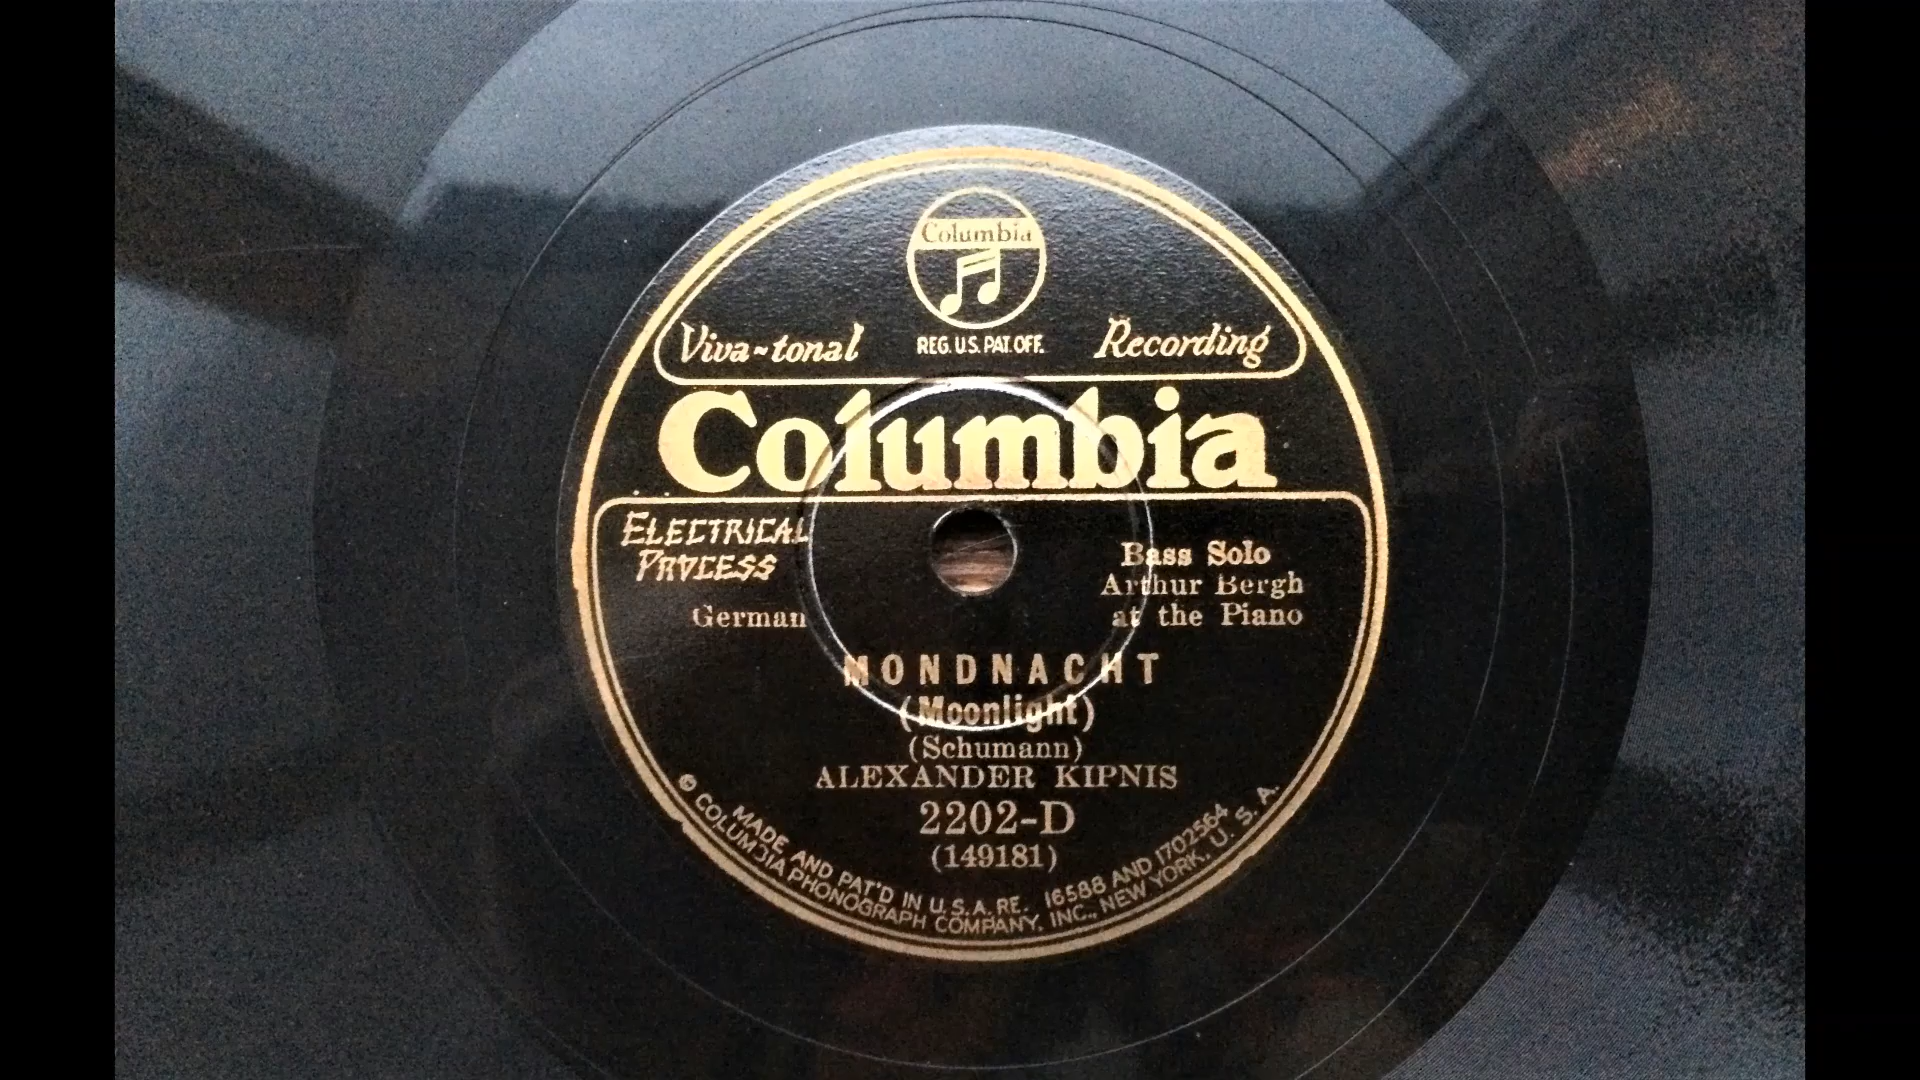 Columbia
REG. U.S. PAT. OFF.
Viva-tonal Recording
Columbia
ELECTRICAL
PROCESS
German
Bass Solo
Arthur Bergh
at the Piano
MONDNACHT
(Moonlight)
(Schumann)
ALEXANDER KIPNIS
2202-D
(149181)
MADE AND PAT'D IN U.S.A. RE. 16588 AND 1702564
© COLUMBIA PHONOGRAPH COMPANY, INC., NEW YORK, U. S. A.